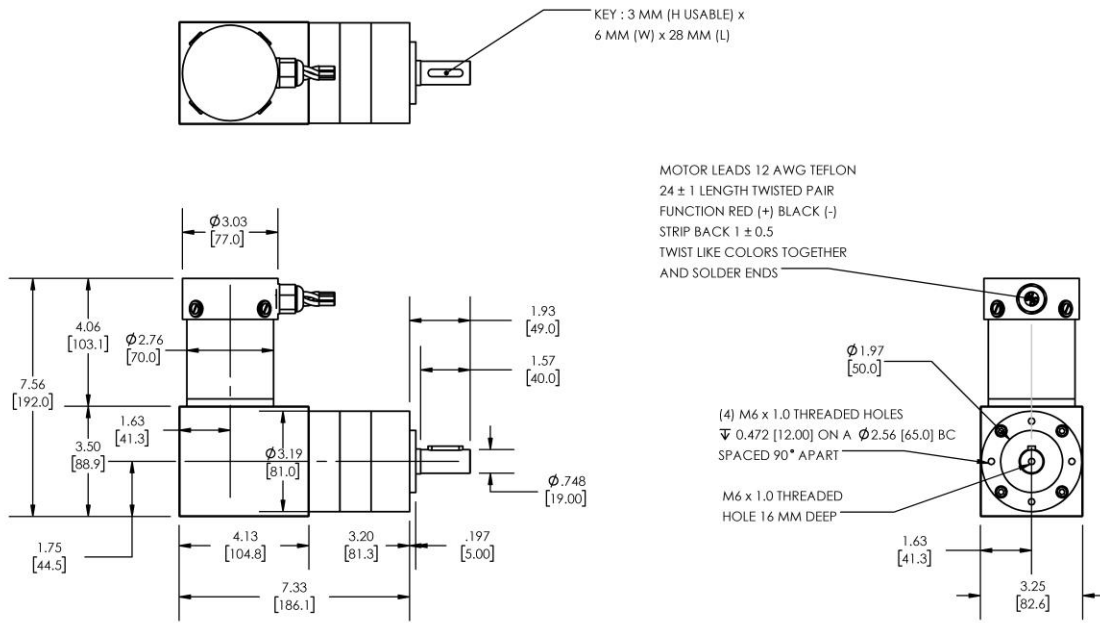 KEY : 3 MM (H USABLE) x
6 MM (W) x 28 MM (L)
MOTOR LEADS 12 AWG TEFLON
24 ± 1 LENGTH TWISTED PAIR
FUNCTION RED (+) BLACK (-)
STRIP BACK 1 ± 0.5
TWIST LIKE COLORS TOGETHER
AND SOLDER ENDS
Ø3.03
[77.0]
4.06
[103.1]
Ø2.76
[70.0]
7.56
[192.0]
1.63
[41.3]
3.50
[88.9]
Ø3.19
[81.0]
1.93
[49.0]
1.57
[40.0]
Ø.748
[19.00]
1.75
[44.5]
4.13
[104.8]
3.20
[81.3]
.197
[5.00]
7.33
[186.1]
Ø1.97
[50.0]
(4) M6 x 1.0 THREADED HOLES
↧ 0.472 [12.00] ON A Ø2.56 [65.0] BC
SPACED 90° APART
M6 x 1.0 THREADED
HOLE 16 MM DEEP
1.63
[41.3]
3.25
[82.6]